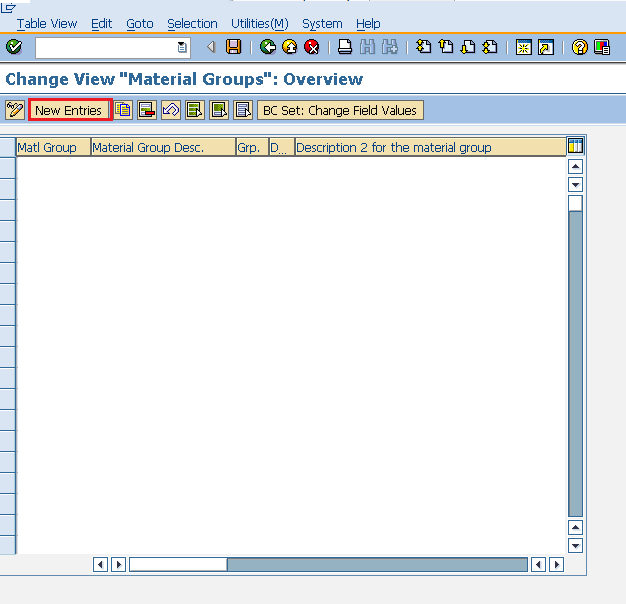 Table View Edit Goto Selection Utilities(M) System Help
Change View "Material Groups": Overview
New Entries BC Set: Change Field Values
Matl Group Material Group Desc. Grp. D... Description 2 for the material group